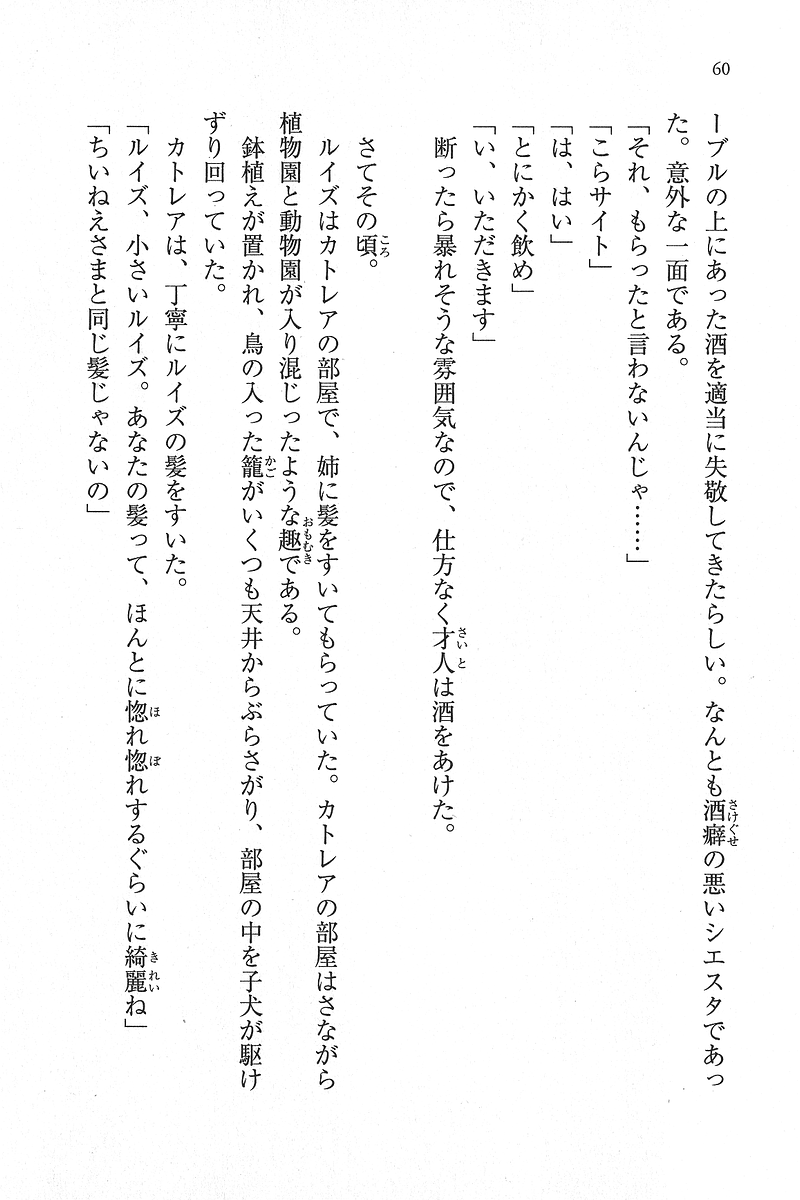 60
ーブルの上にあった酒を適当に失敬してきたらしい。なんとも酒癖の悪いシエスタであっ
た。意外な一面である。
「それ、もらったと言わないんじゃ……」
「こらサイト」
「は、はい」
「とにかく飲め」
「い、いただきます」
断ったら暴れそうな雰囲気なので、仕方なく才人は酒をあけた。
さてその頃。
ルイズはカトレアの部屋で、姉に髪をすいてもらっていた。カトレアの部屋はさながら
植物園と動物園が入り混じったような趣である。
鉢植えが置かれ、鳥の入った籠がいくつも天井からぶらさがり、部屋の中を子犬が駆け
ずり回っていた。
カトレアは、丁寧にルイズの髪をすいた。
「ルイズ、小さいルイズ。あなたの髪って、ほんとに惚れ惚れするぐらいに綺麗ね」
「ちいねえさまと同じ髪じゃないの」